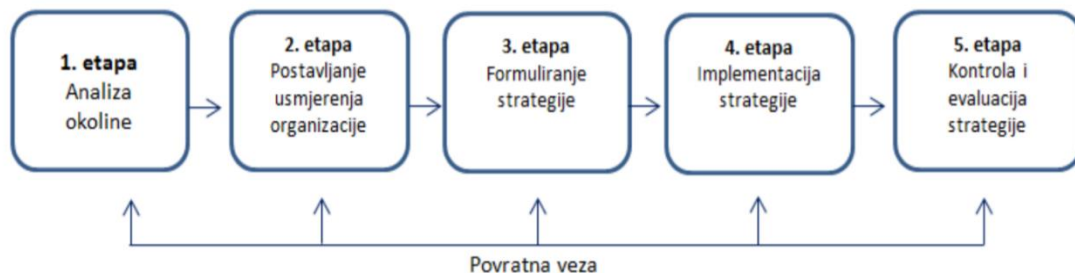 1. etapa
Analiza
okoline
2. etapa
Postavljanje
usmjerenja
organizacije
3. etapa
Formuliranje
strategije
4. etapa
Implementacija
strategije
5. etapa
Kontrola i
evaluacija
strategije
Povratna veza